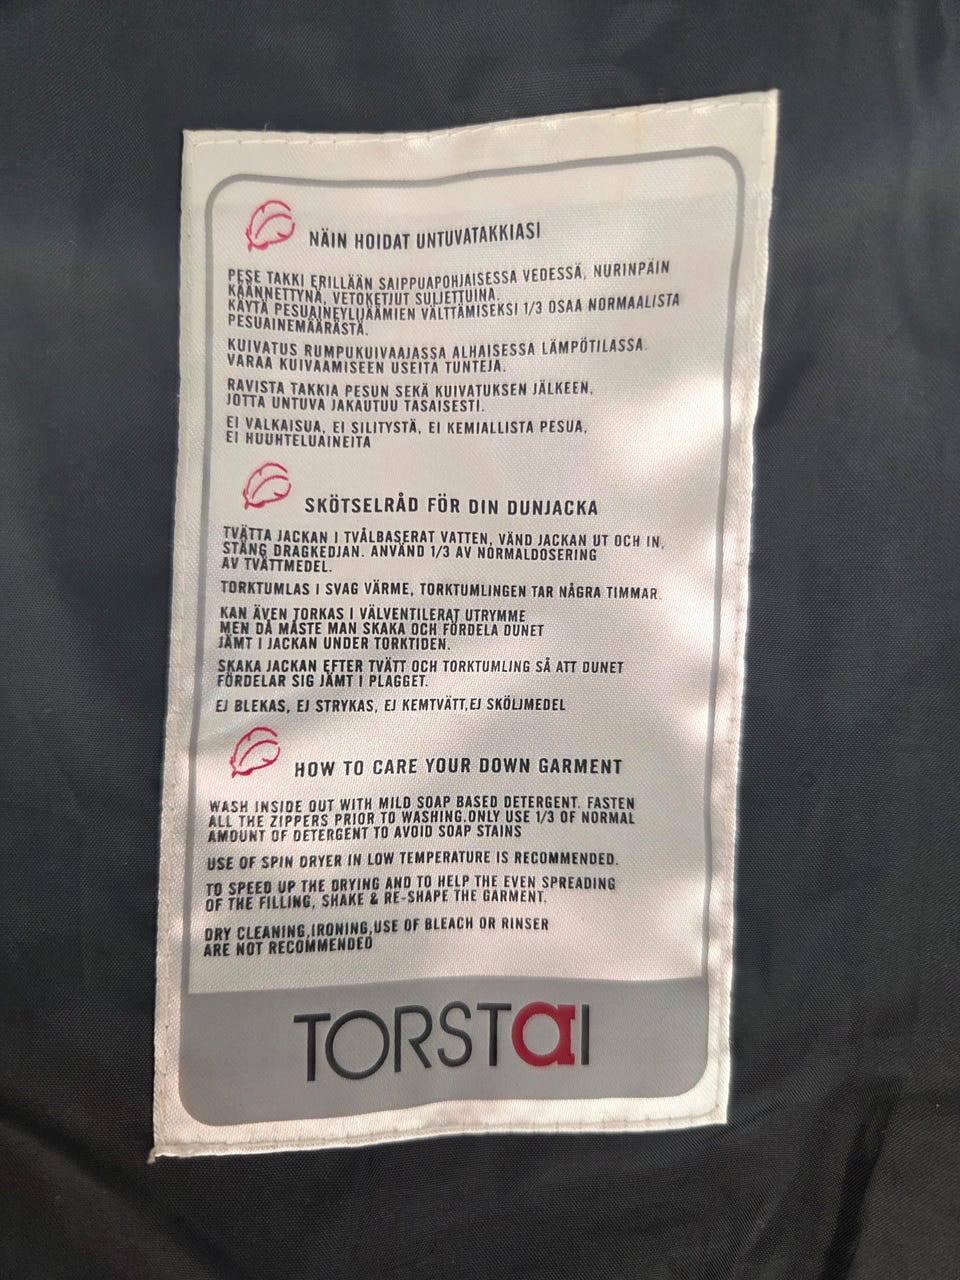 NÄIN HOIDAT UNTUVATAKKIASI
PESE TAKKI ERILLÄÄN SAIPPUAPOHJAISESSA VEDESSÄ, NURINPÄIN
KÄÄNNETTYNÄ, VETOKETJUT SULJETTUINA.
KÄYTÄ PESUAINEYLIJÄÄMIEN VÄLTTÄMISEKSI 1/3 OSAA NORMAALISTA
PESUAINEMÄÄRÄSTÄ.
KUIVATUS RUMPUKUIVAAJASSA ALHAISESSA LÄMPÖTILASSA.
VARAA KUIVAAMISEEN USEITA TUNTEJA.
RAVISTA TAKKIA PESUN SEKÄ KUIVATUKSEN JÄLKEEN,
JOTTA UNTUVA JAKAUTUU TASAISESTI.
EI VALKAISUA, EI SILITYSTÄ, EI KEMIALLISTA PESUA,
EI HUUHTELUAINEITA
SKÖTSELRÅD FÖR DIN DUNJACKA
TVÄTTA JACKAN I TVÅLBASERAT VATTEN, VÄND JACKAN UT OCH IN,
STÄNG DRAGKEDJAN. ANVÄND 1/3 AV NORMALDOSERING
AV TVÄTTMEDEL.
TORKTUMLAS I SVAG VÄRME, TORKTUMLINGEN TAR NÅGRA TIMMAR.
KAN ÄVEN TORKAS I VÄLVENTILERAT UTRYMME
MEN DÅ MÅSTE MAN SKAKA OCH FÖRDELA DUNET
JÄMT I JACKAN UNDER TORKTIDEN.
SKAKA JACKAN EFTER TVÄTT OCH TORKTUMLING SÅ ATT DUNET
FÖRDELAR SIG JÄMT I PLAGGET.
EJ BLEKAS, EJ STRYKAS, EJ KEMTVÄTT,EJ SKÖLJMEDEL
HOW TO CARE YOUR DOWN GARMENT
WASH INSIDE OUT WITH MILD SOAP BASED DETERGENT. FASTEN
ALL THE ZIPPERS PRIOR TO WASHING.ONLY USE 1/3 OF NORMAL
AMOUNT OF DETERGENT TO AVOID SOAP STAINS
USE OF SPIN DRYER IN LOW TEMPERATURE IS RECOMMENDED.
TO SPEED UP THE DRYING AND TO HELP THE EVEN SPREADING
OF THE FILLING, SHAKE & RE-SHAPE THE GARMENT.
DRY CLEANING,IRONING,USE OF BLEACH OR RINSER
ARE NOT RECOMMENDED
TORSTaI